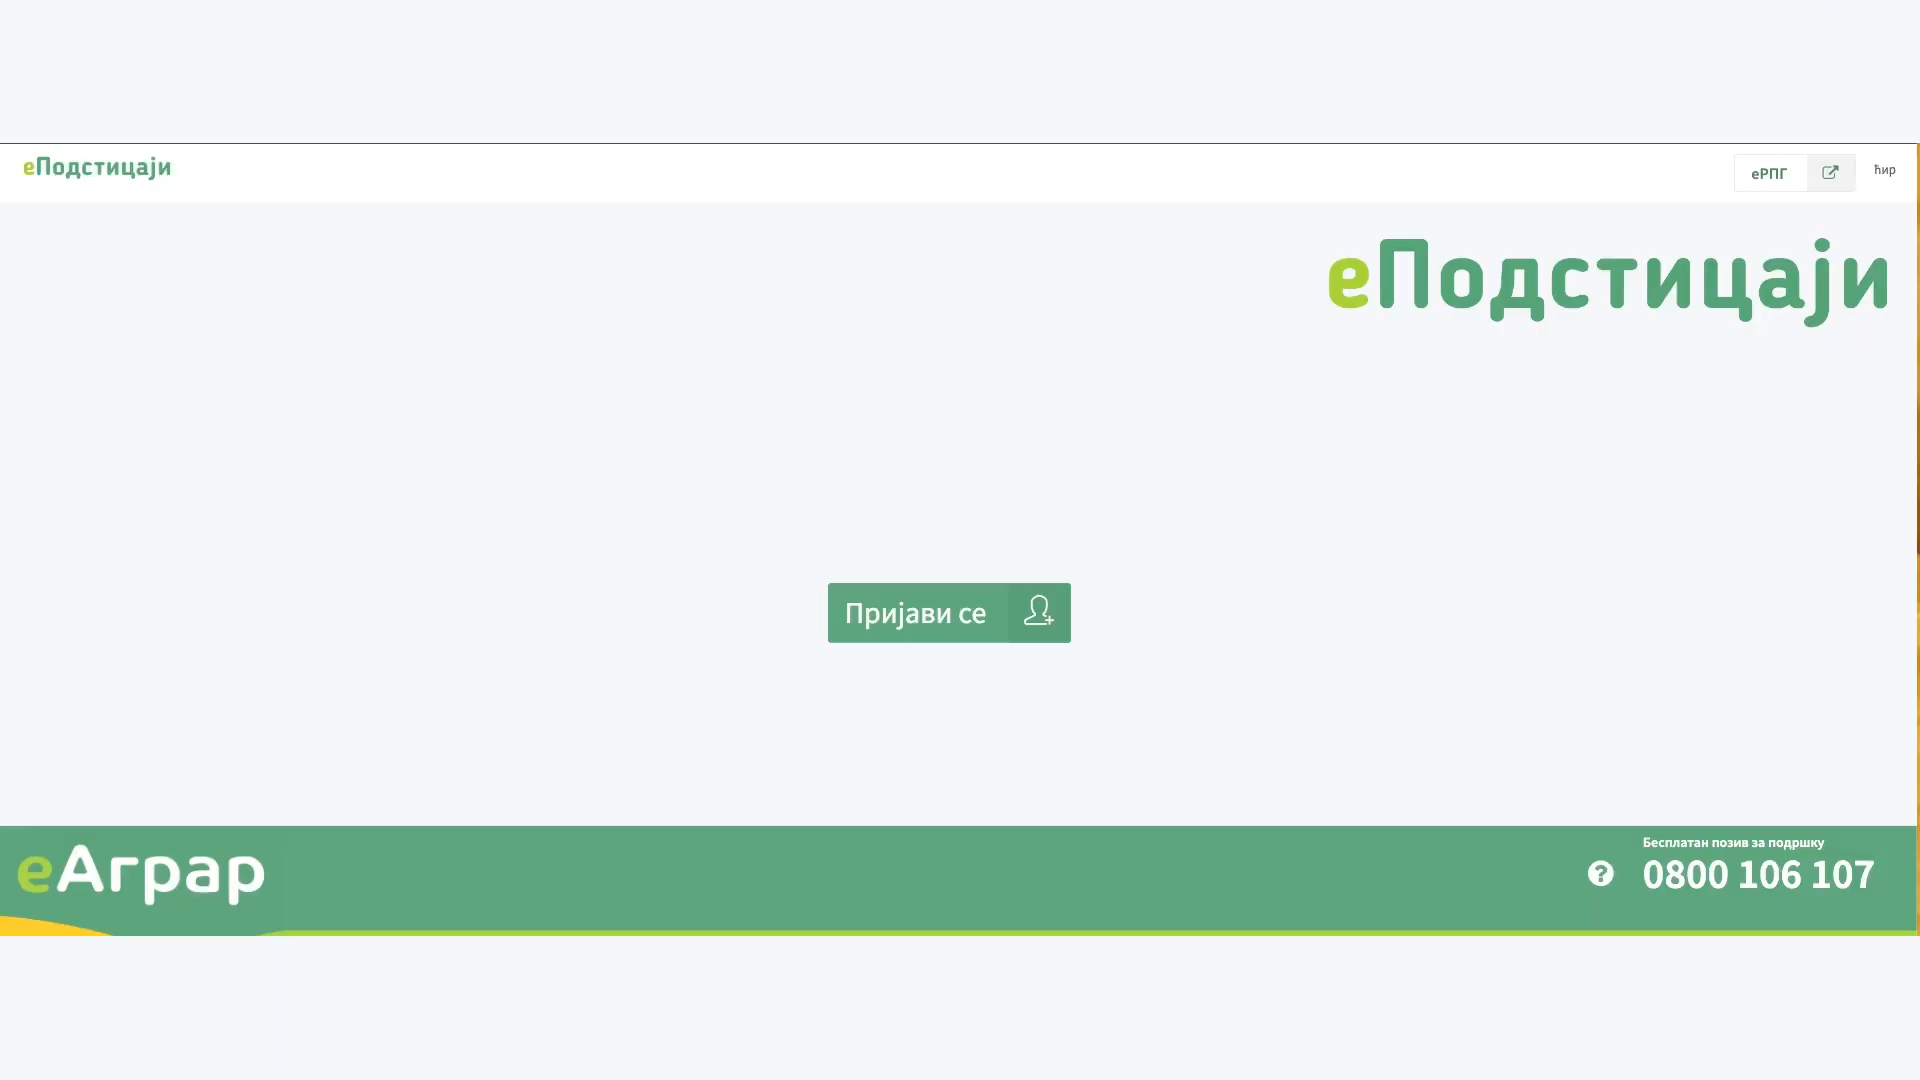 еПодстицаји
еРПГ
ћир
еПодстицаји
Пријави се
еАграр
Бесплатан позив за подршку
0800 106 107